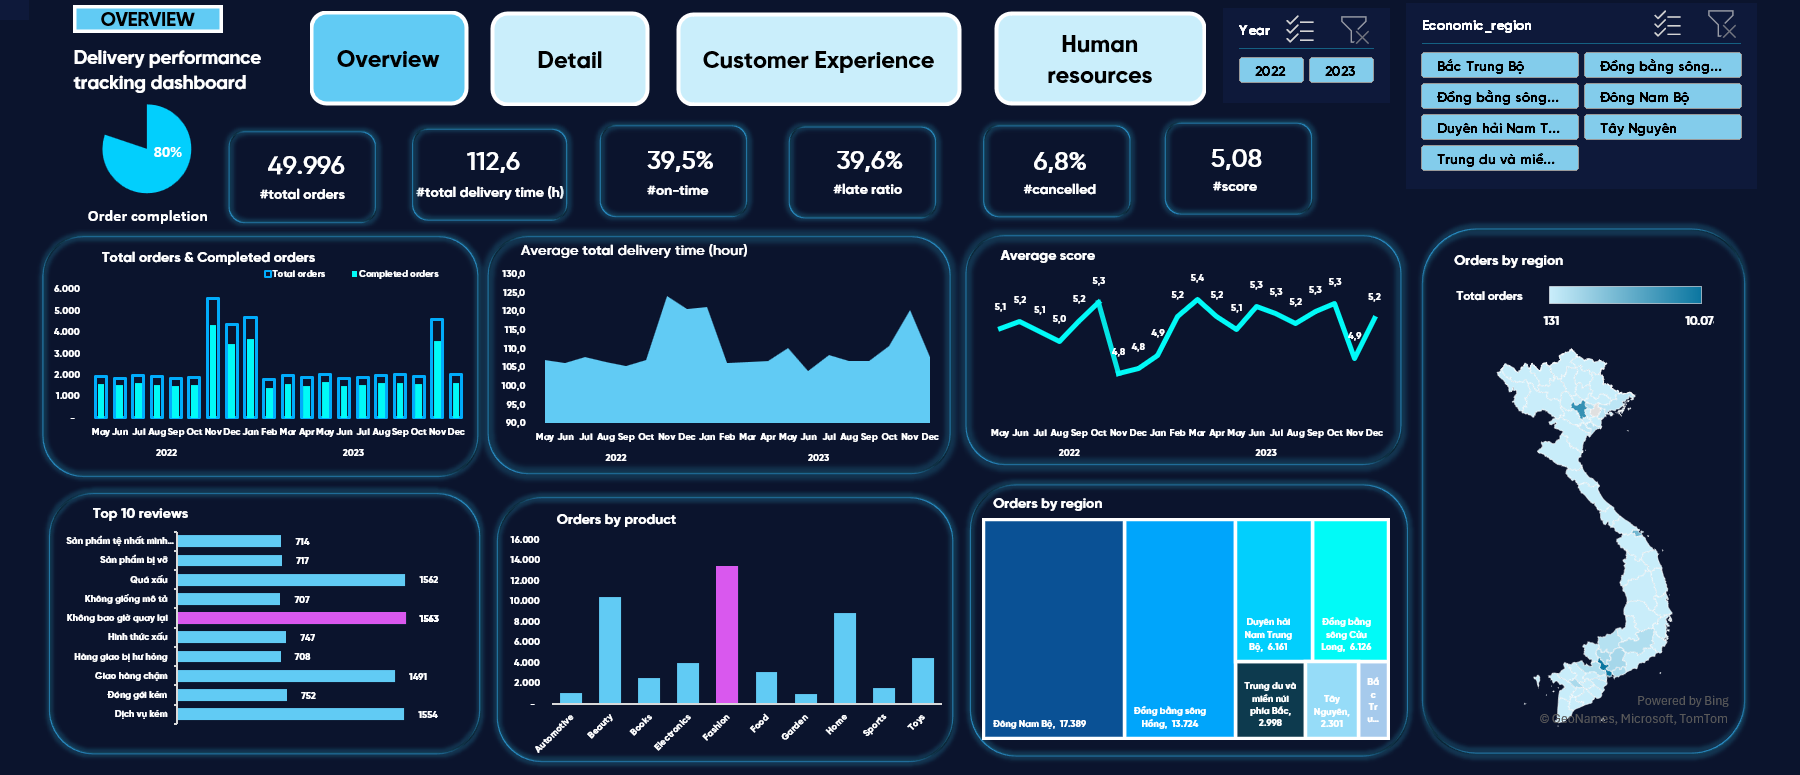 OVERVIEW
Delivery performance
tracking dashboard
80%
Order completion
Overview
Detail
Customer Experience
Human
resources
Year
2022
2023
Economic_region
Bắc Trung Bộ
Đồng bằng sông...
Đồng bằng sông...
Đông Nam Bộ
Duyên hải Nam T...
Tây Nguyên
Trung du và miề...
49.996
#total orders
112,6
#total delivery time (h)
39,5%
#on-time
39,6%
#late ratio
6,8%
#cancelled
5,08
#score
Total orders & Completed orders
Total orders
Completed orders
6.000
5.000
4.000
3.000
2.000
1.000
-
May Jun Jul Aug Sep Oct Nov Dec Jan Feb Mar Apr May Jun Jul Aug Sep Oct Nov Dec
2022
2023
Average total delivery time (hour)
130,0
125,0
120,0
115,0
110,0
105,0
100,0
95,0
90,0
May Jun Jul Aug Sep Oct Nov Dec Jan Feb Mar Apr May Jun Jul Aug Sep Oct Nov Dec
2022
2023
Average score
5,1 5,2 5,1 5,0 5,2 5,3 4,8 4,8 4,9 5,2 5,4 5,2 5,1 5,3 5,3 5,2 5,3 5,3 4,9 5,2
May Jun Jul Aug Sep Oct Nov Dec Jan Feb Mar Apr May Jun Jul Aug Sep Oct Nov Dec
2022
2023
Orders by region
Total orders
131
10.07
Powered by Bing
© GeoNames, Microsoft, TomTom
Top 10 reviews
Sản phẩm tệ nhất mình... 714
Sản phẩm bị vỡ 717
Quá xấu 1562
Không giống mô tả 707
Không bao giờ quay lại 1563
Hình thức xấu 747
Hàng giao bị hư hỏng 708
Giao hàng chậm 1491
Đóng gói kém 752
Dịch vụ kém 1554
Orders by product
16.000
14.000
12.000
10.000
8.000
6.000
4.000
2.000
-
Automotive
Beauty
Books
Electronics
Fashion
Food
Garden
Home
Sports
Toys
Orders by region
Đông Nam Bộ, 17.389
Đồng bằng sông
Hồng, 13.724
Duyên hải
Nam Trung
Bộ, 6.161
Đồng bằng
sông Cửu
Long, 6.126
Trung du và
miền núi
phía Bắc,
2.998
Tây
Nguyên,
2.301
Bắ
c
Tr
u...